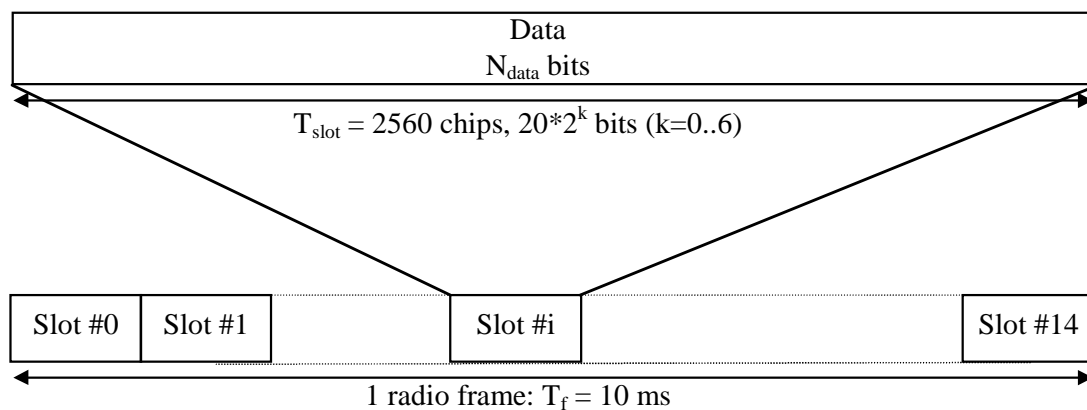 Data
N_data bits
T_slot = 2560 chips, 20*2^k bits (k=0..6)
Slot #0 Slot #1 Slot #i Slot #14
1 radio frame: T_f = 10 ms